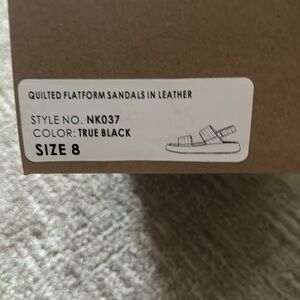 QUILTED FLATFORM SANDALS IN LEATHER
STYLE NO. NK037
COLOR: TRUE BLACK
SIZE 8